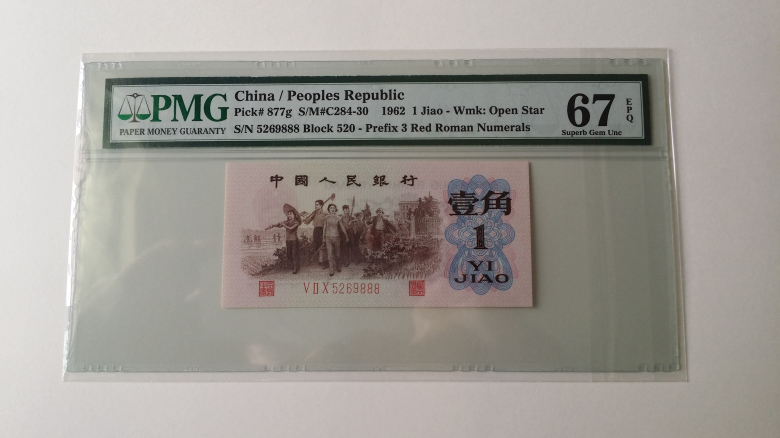 PMG
PAPER MONEY GUARANTY
China / Peoples Republic
Pick# 877g S/M#C284-30 1962 1 Jiao - Wmk: Open Star
S/N 5269888 Block 520 - Prefix 3 Red Roman Numerals
67 EPQ
Superb Gem Unc
中國人民銀行
壹角
1
YI
JIAO
V II X 5269888